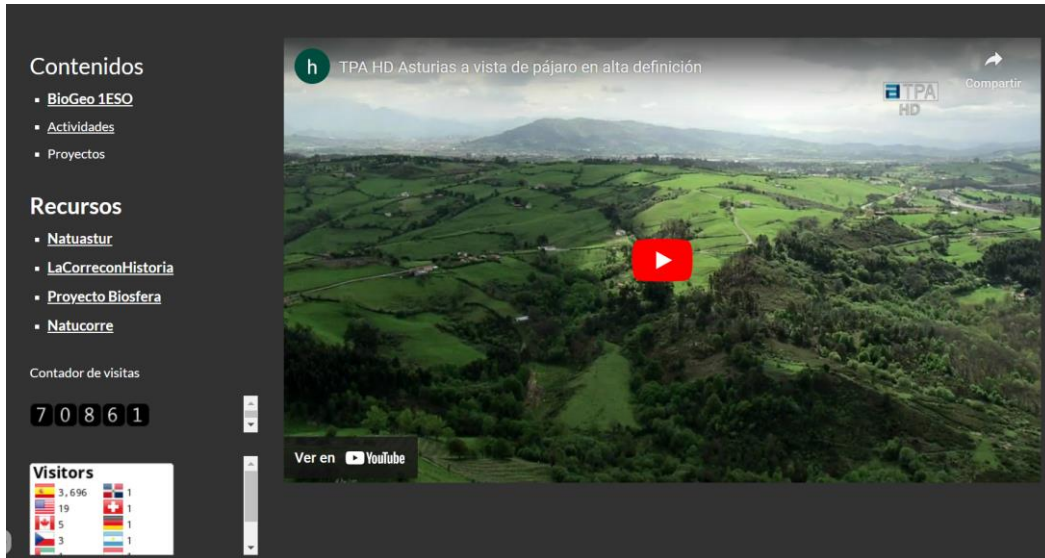 Contenidos
BioGeo 1ESO
Actividades
Proyectos
Recursos
Natuastur
LaCorreconHistoria
Proyecto Biosfera
Natucorre
Contador de visitas
70861
Visitors
3,696 1
19 1
5 1
3 1
h TPA HD Asturias a vista de pájaro en alta definición
Compartir
TPA
HD
Ver en YouTube